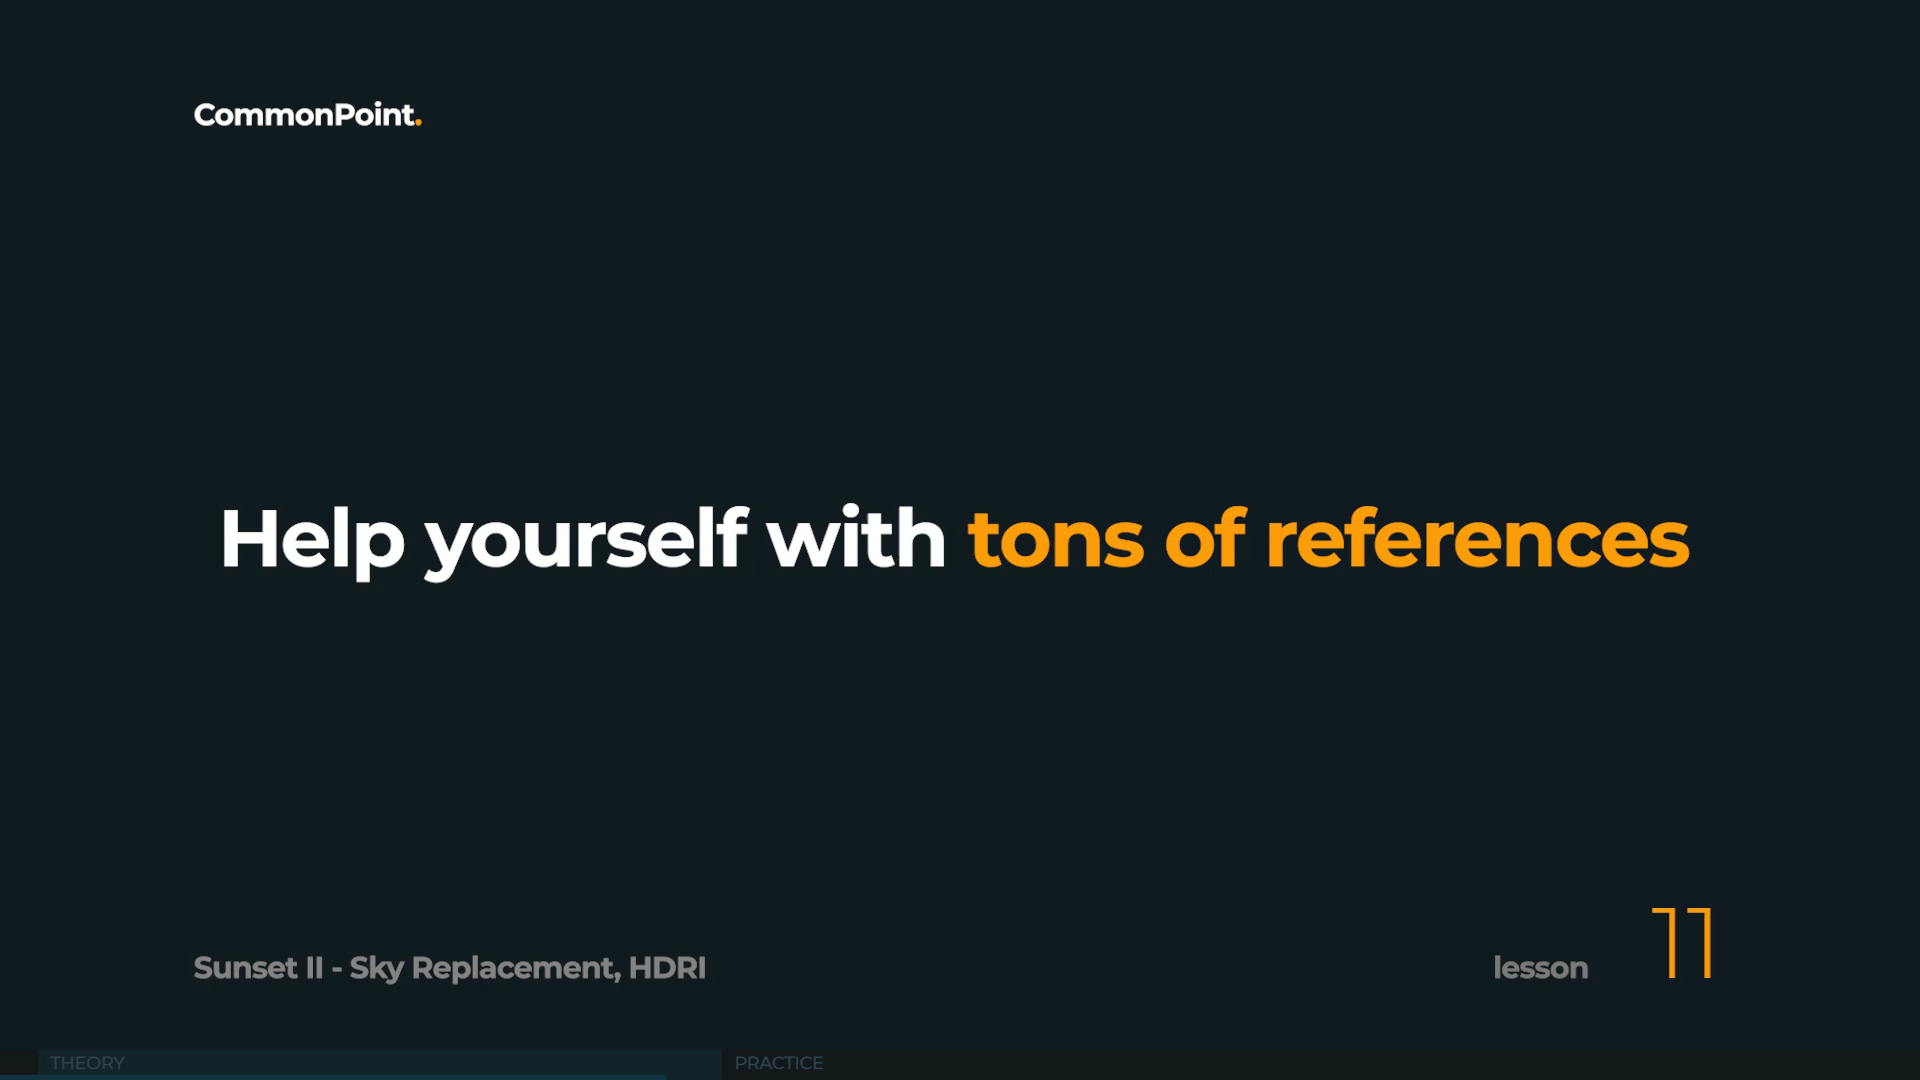 CommonPoint.
Help yourself with tons of references
Sunset II - Sky Replacement, HDRI
lesson 11
THEORY
PRACTICE